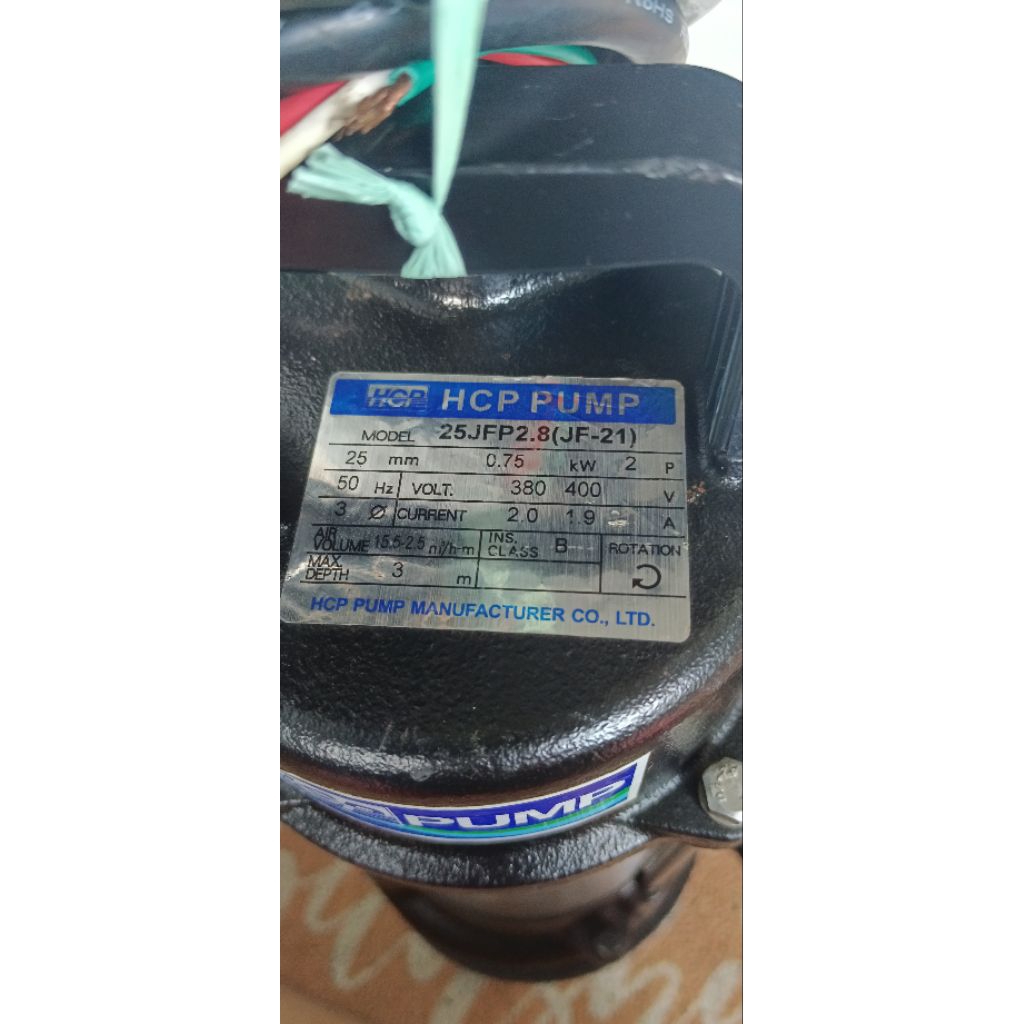 RoHS
HCP HCP PUMP
MODEL 25JFP2.8(JF-21)
25 mm 0.75 kW 2 P
50 Hz VOLT. 380 400 V
3 Ø CURRENT 2.0 1.9 A
AIR VOLUME 15.5-2.5 m³/h-m INS. CLASS B ROTATION
MAX. DEPTH 3 m
HCP PUMP MANUFACTURER CO., LTD.
PUMP